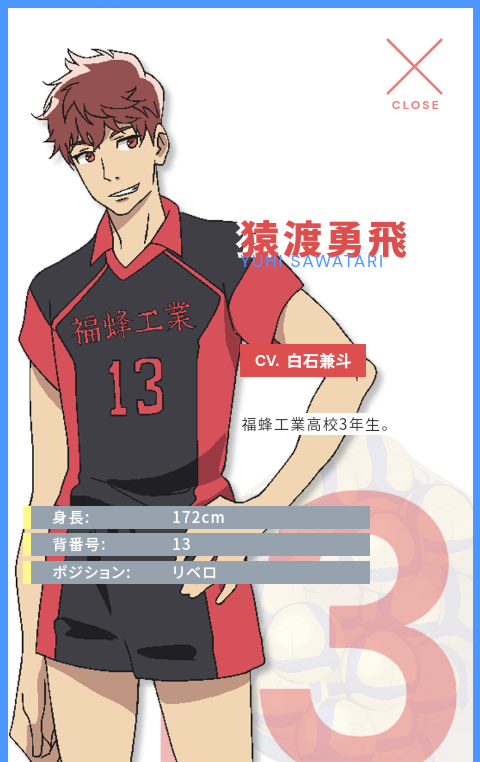 CLOSE
猿渡勇飛
YUHI SAWATARI
福蜂工業
13
CV. 白石兼斗
福蜂工業高校3年生。
身長: 172cm
背番号: 13
ポジション: リベロ
13